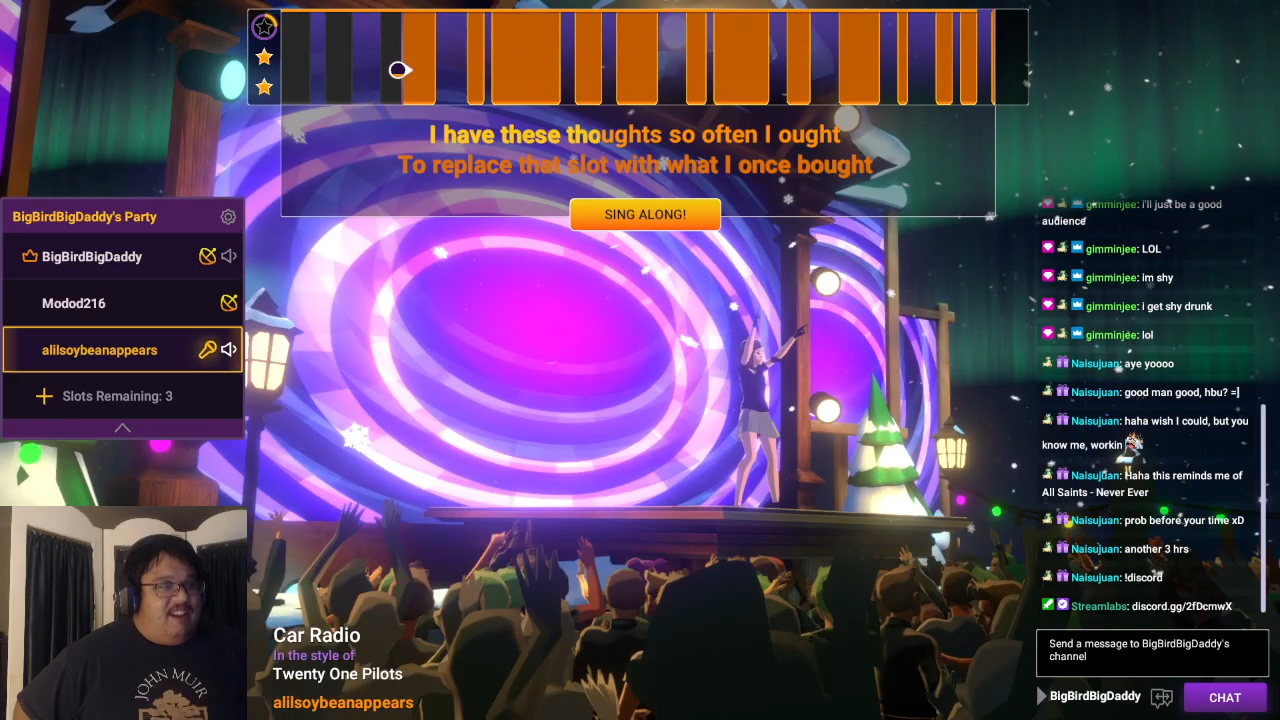 I have these thoughts so often I ought
To replace that slot with what I once bought
SING ALONG!
BigBirdBigDaddy's Party
BigBirdBigDaddy
Modod216
alilsoybeanappears
Slots Remaining: 3
Car Radio
In the style of
Twenty One Pilots
alilsoybeanappears
JOHN MUIR
gimminjee: i'll just be a good
audience
gimminjee: LOL
gimminjee: im shy
gimminjee: i get shy drunk
gimminjee: lol
Naisujuan: aye yoooo
Naisujuan: good man good, hbu? =]
Naisujuan: haha wish I could, but you
know me, workin
Naisujuan: Haha this reminds me of
All Saints - Never Ever
Naisujuan: prob before your time xD
Naisujuan: another 3 hrs
Naisujuan: !discord
Streamlabs: discord.gg/2fDcmwX
Send a message to BigBirdBigDaddy's
channel
BigBirdBigDaddy
CHAT